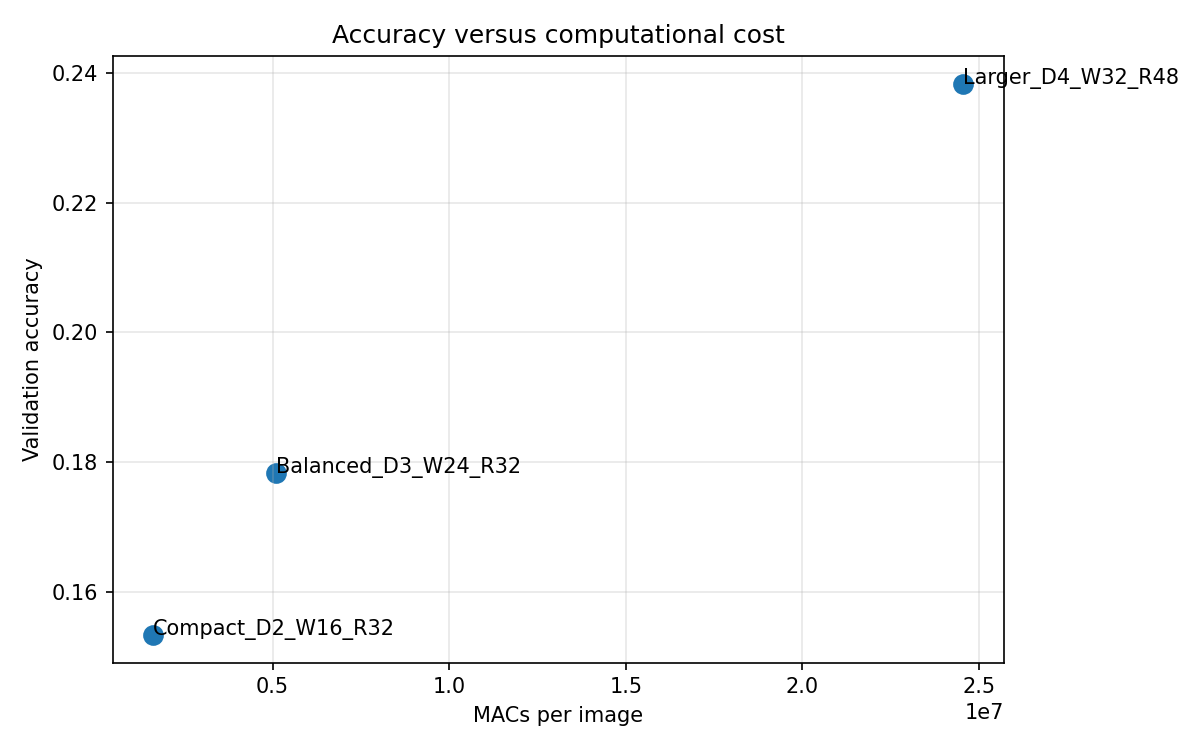 Accuracy versus computational cost
0.24
Larger_D4_W32_R48
0.22
Validation accuracy
0.20
0.18
Balanced_D3_W24_R32
0.16
Compact_D2_W16_R32
0.5 1.0 1.5 2.0 2.5
1e7
MACs per image